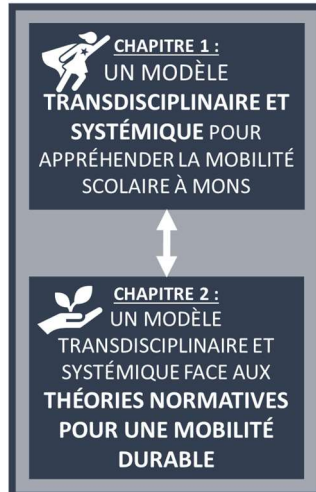 CHAPITRE 1 :
UN MODÈLE
TRANSDISCIPLINAIRE ET
SYSTÉMIQUE POUR
APPRÉHENDER LA MOBILITÉ
SCOLAIRE À MONS
CHAPITRE 2 :
UN MODÈLE
TRANSDISCIPLINAIRE ET
SYSTÉMIQUE FACE AUX
THÉORIES NORMATIVES
POUR UNE MOBILITÉ
DURABLE